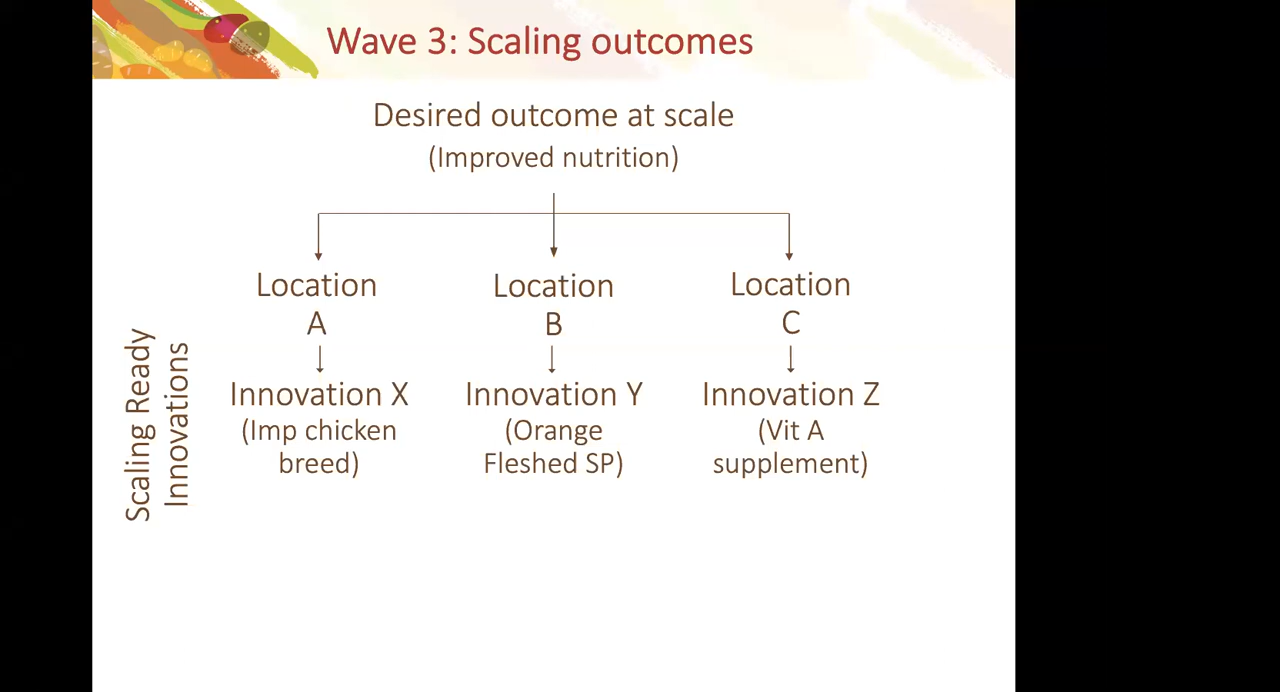 Wave 3: Scaling outcomes
Desired outcome at scale
(Improved nutrition)
Location
A
Location
B
Location
C
Scaling Ready
Innovations
Innovation X
(Imp chicken
breed)
Innovation Y
(Orange
Fleshed SP)
Innovation Z
(Vit A
supplement)